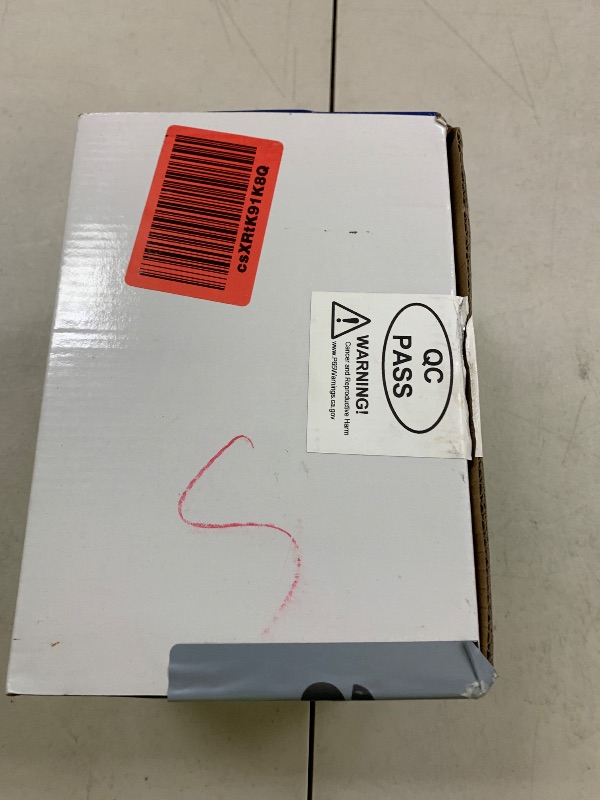 csXRtK91K8Q
QC
PASS
WARNING!
Cancer and Reproductive Harm
www.P65Warnings.ca.gov
S